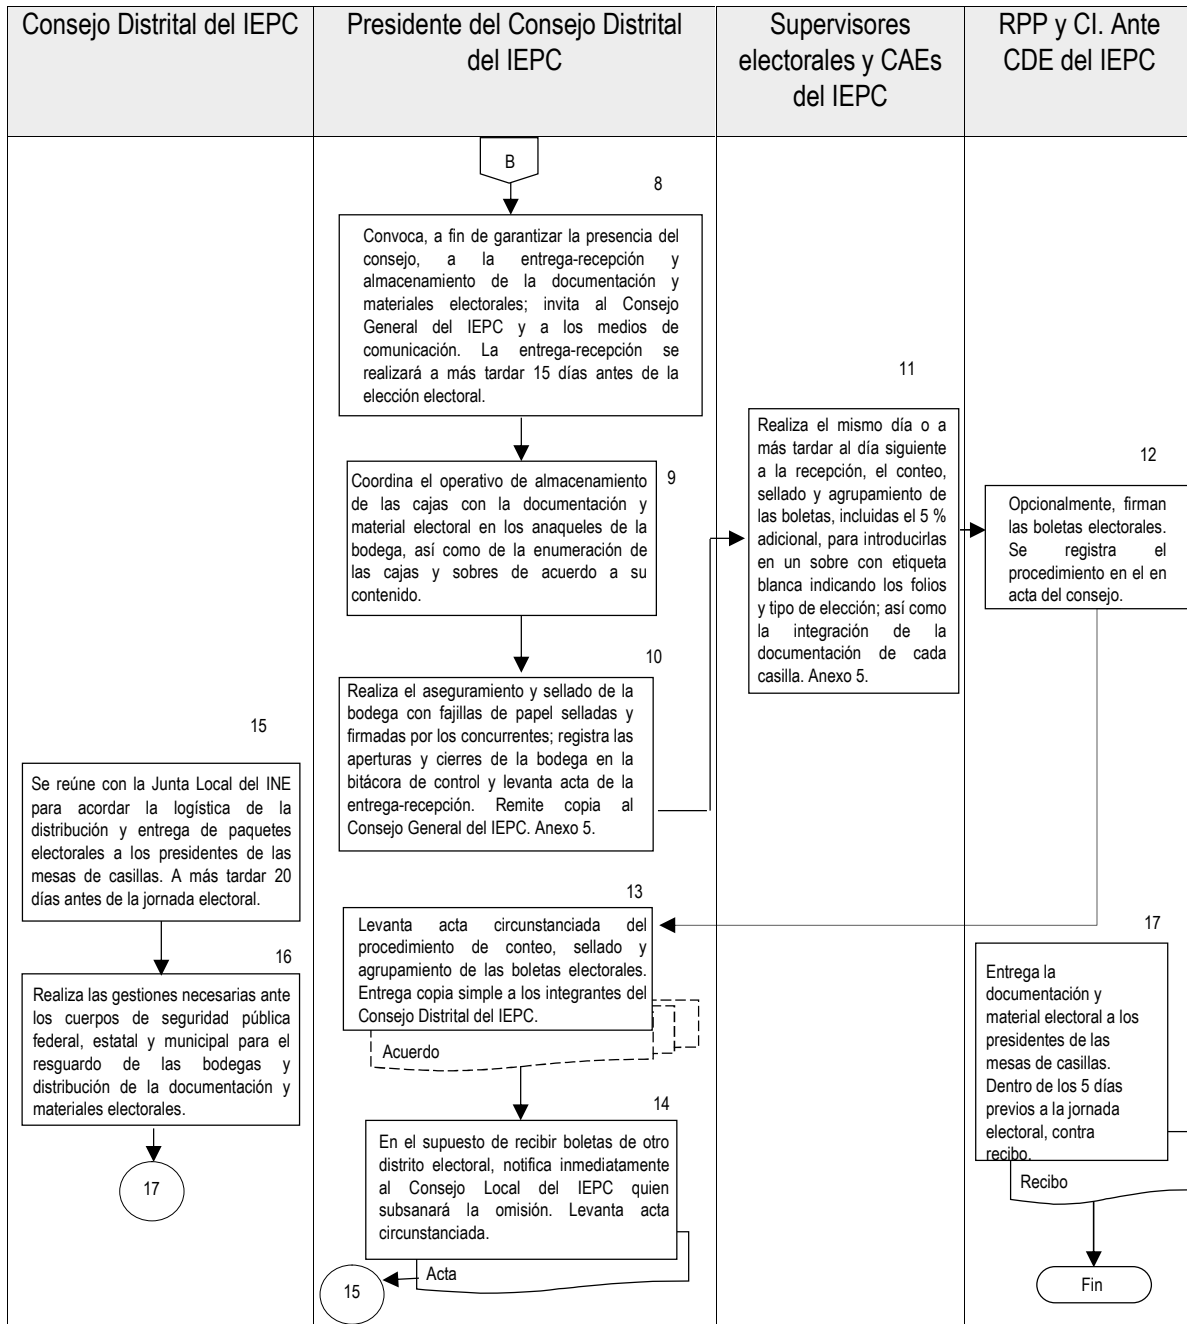 Consejo Distrital del IEPC
Presidente del Consejo Distrital
del IEPC
Supervisores
electorales y CAEs
del IEPC
RPP y CI. Ante
CDE del IEPC
B
8
Convoca, a fin de garantizar la presencia del
consejo, a la entrega-recepción y
almacenamiento de la documentación y
materiales electorales; invita al Consejo
General del IEPC y a los medios de
comunicación. La entrega-recepción se
realizará a más tardar 15 días antes de la
elección electoral.
9
Coordina el operativo de almacenamiento
de las cajas con la documentación y
material electoral en los anaqueles de la
bodega, así como de la enumeración de
las cajas y sobres de acuerdo a su
contenido.
10
Realiza el aseguramiento y sellado de la
bodega con fajillas de papel selladas y
firmadas por los concurrentes; registra las
aperturas y cierres de la bodega en la
bitácora de control y levanta acta de la
entrega-recepción. Remite copia al
Consejo General del IEPC. Anexo 5.
11
Realiza el mismo día o a
más tardar al día siguiente
a la recepción, el conteo,
sellado y agrupamiento de
las boletas, incluidas el 5 %
adicional, para introducirlas
en un sobre con etiqueta
blanca indicando los folios
y tipo de elección; así como
la integración de la
documentación de cada
casilla. Anexo 5.
12
Opcionalmente, firman
las boletas electorales.
Se registra el
procedimiento en el en
acta del consejo.
13
Levanta acta circunstanciada del
procedimiento de conteo, sellado y
agrupamiento de las boletas electorales.
Entrega copia simple a los integrantes del
Consejo Distrital del IEPC.
Acuerdo
14
En el supuesto de recibir boletas de otro
distrito electoral, notifica inmediatamente
al Consejo Local del IEPC quien
subsanará la omisión. Levanta acta
circunstanciada.
Acta
15
15
Se reúne con la Junta Local del INE
para acordar la logística de la
distribución y entrega de paquetes
electorales a los presidentes de las
mesas de casillas. A más tardar 20
días antes de la jornada electoral.
16
Realiza las gestiones necesarias ante
los cuerpos de seguridad pública
federal, estatal y municipal para el
resguardo de las bodegas y
distribución de la documentación y
materiales electorales.
17
17
Entrega la
documentación y
material electoral a los
presidentes de las
mesas de casillas.
Dentro de los 5 días
previos a la jornada
electoral, contra
recibo.
Recibo
Fin